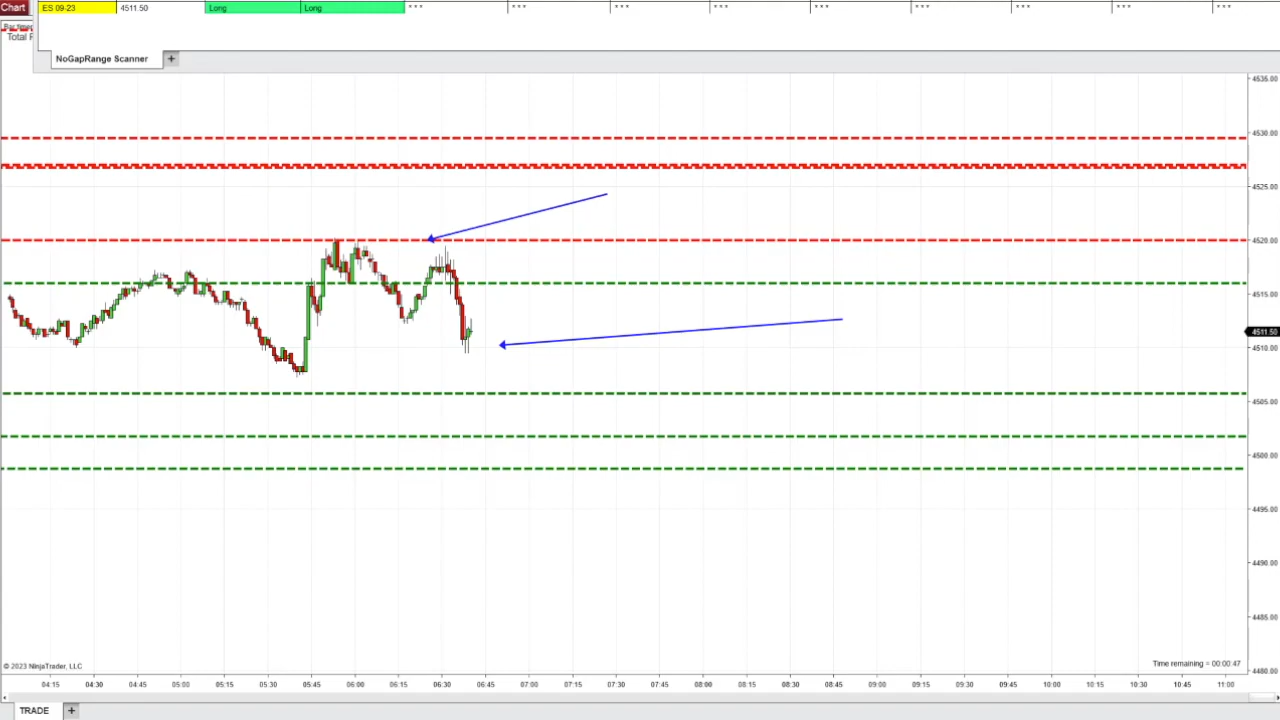 Chart ES 09-23 4511.50 Long Long *** *** *** *** *** *** *** *** ***
Bar timer
Total
NoGapRange Scanner +
4535.00
4530.00
4525.00
4520.00
4515.00
4511.50
4510.00
4505.00
4500.00
4495.00
4490.00
4485.00
4480.00
© 2023 NinjaTrader, LLC
Time remaining = 00:00:47
04:15 04:30 04:45 05:00 05:15 05:30 05:45 06:00 06:15 06:30 06:45 07:00 07:15 07:30 07:45 08:00 08:15 08:30 08:45 09:00 09:15 09:30 09:45 10:00 10:15 10:30 10:45 11:00
TRADE +